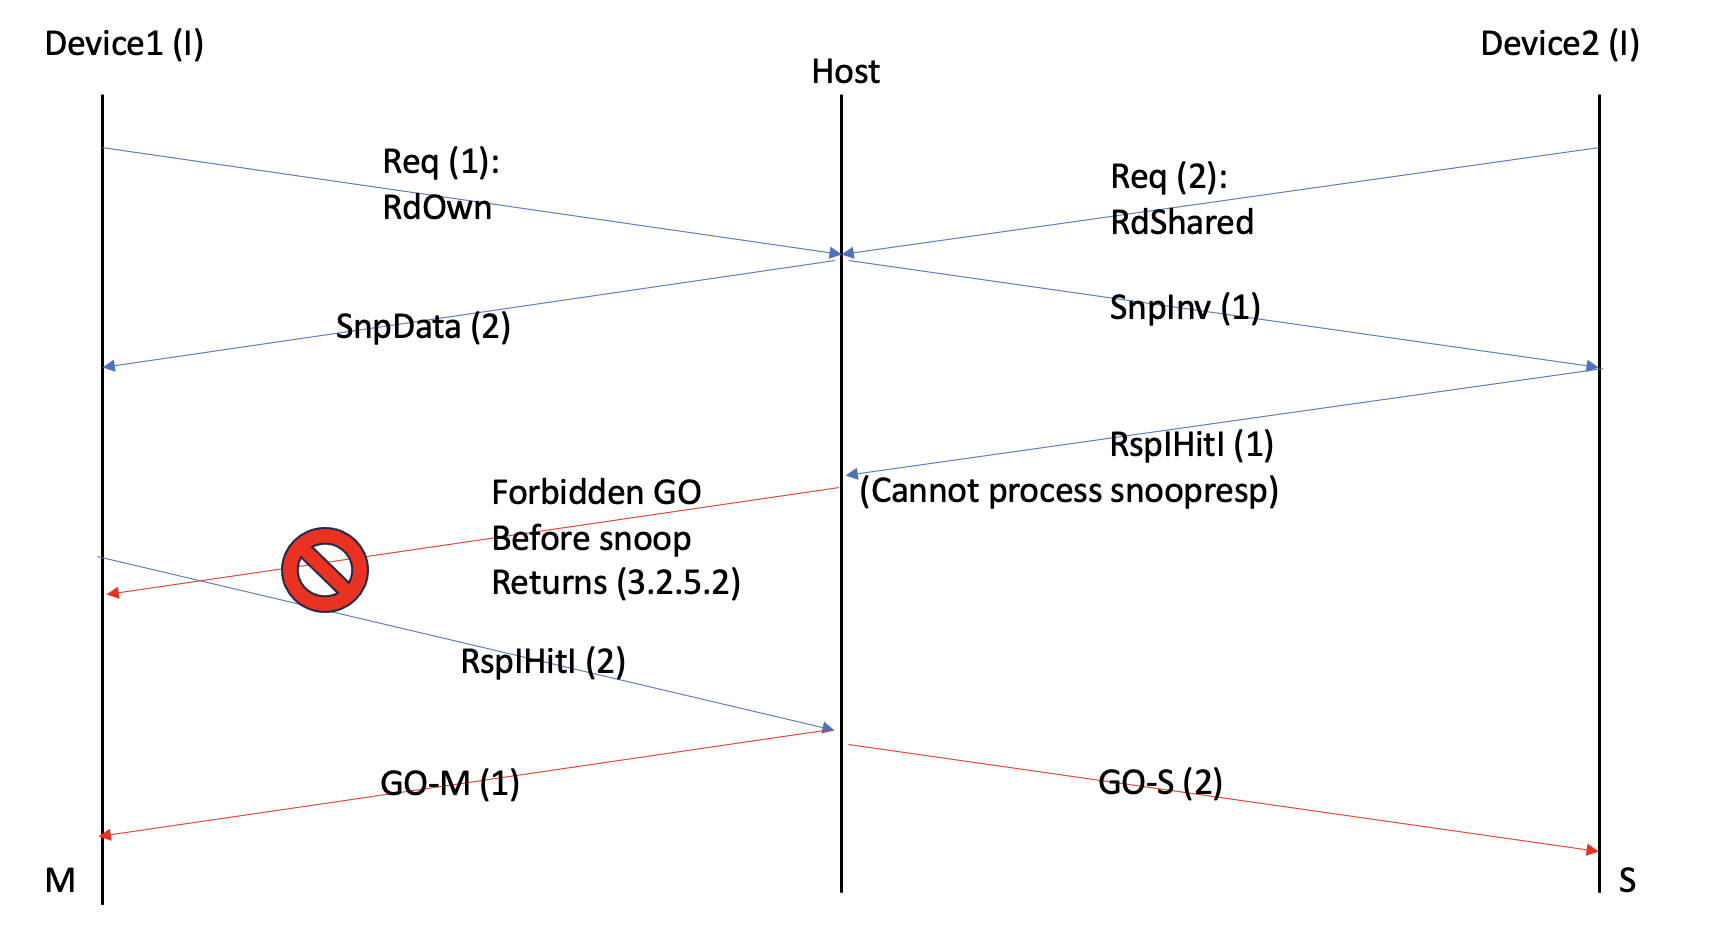 Device1 (I)
Host
Device2 (I)
Req (1):
RdOwn
Req (2):
RdShared
SnpData (2)
SnpInv (1)
RspIHitI (1)
(Cannot process snoopresp)
Forbidden GO
Before snoop
Returns (3.2.5.2)
RspIHitI (2)
GO-M (1)
GO-S (2)
M
S